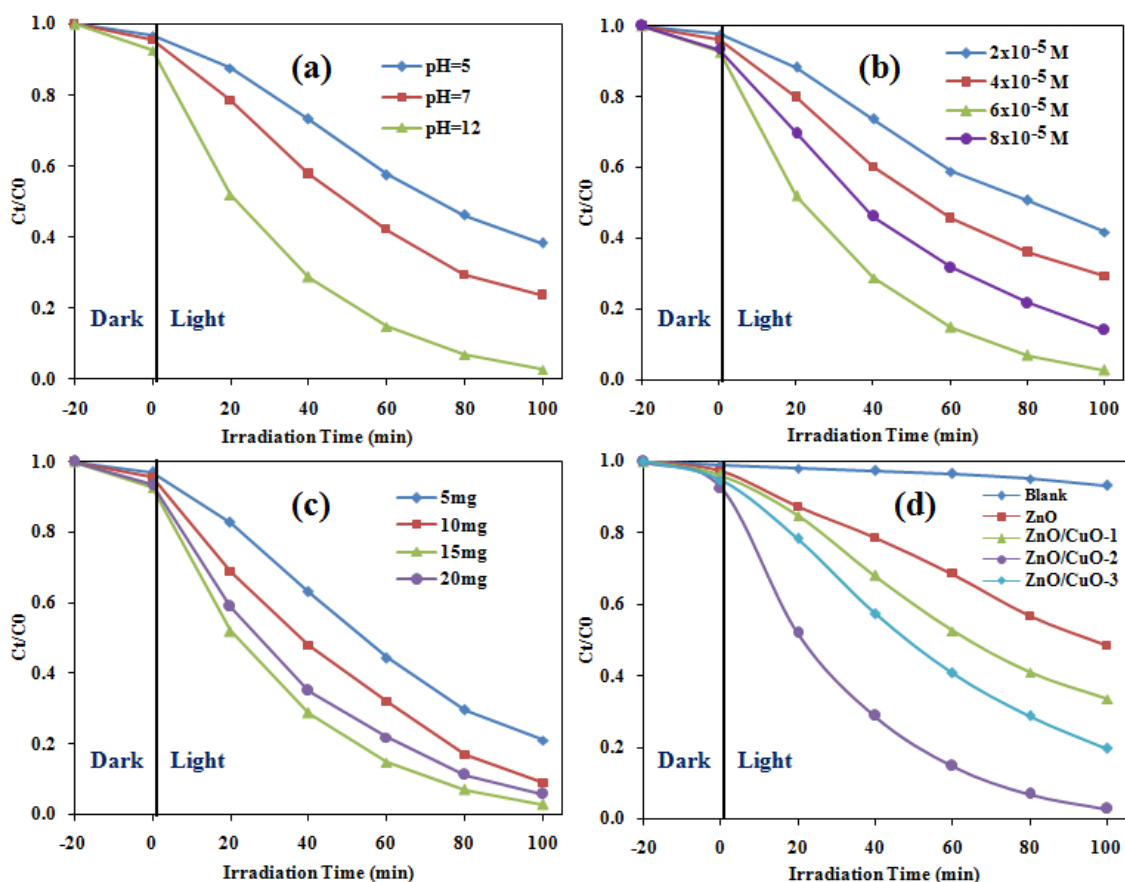 (a)
pH=5
pH=7
pH=12
Ct/C0
1.0
0.8
0.6
0.4
0.2
0.0
Dark
Light
-20 0 20 40 60 80 100
Irradiation Time (min)
(b)
2x10⁻⁵ M
4x10⁻⁵ M
6x10⁻⁵ M
8x10⁻⁵ M
Ct/C0
1.0
0.8
0.6
0.4
0.2
0.0
Dark
Light
-20 0 20 40 60 80 100
Irradiation Time (min)
(c)
5mg
10mg
15mg
20mg
Ct/C0
1.0
0.8
0.6
0.4
0.2
0.0
Dark
Light
-20 0 20 40 60 80 100
Irradiation Time (min)
(d)
Blank
ZnO
ZnO/CuO-1
ZnO/CuO-2
ZnO/CuO-3
Ct/C0
1.0
0.8
0.6
0.4
0.2
0.0
Dark
Light
-20 0 20 40 60 80 100
Irradiation Time (min)